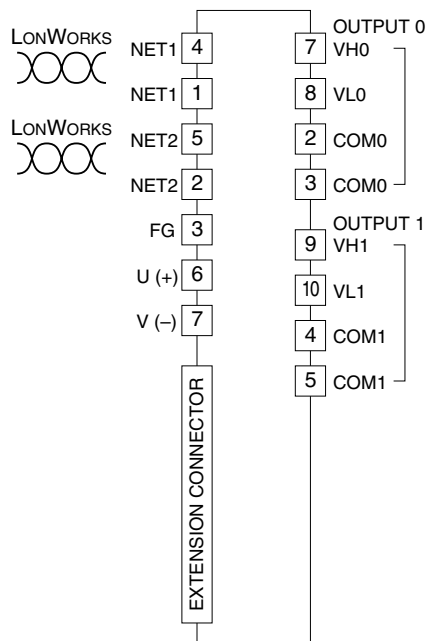 LONWORKS
NET1 4
NET1 1
LONWORKS
NET2 5
NET2 2
FG 3
U (+) 6
V (–) 7
EXTENSION CONNECTOR
OUTPUT 0
7 VH0
8 VL0
2 COM0
3 COM0
OUTPUT 1
9 VH1
10 VL1
4 COM1
5 COM1